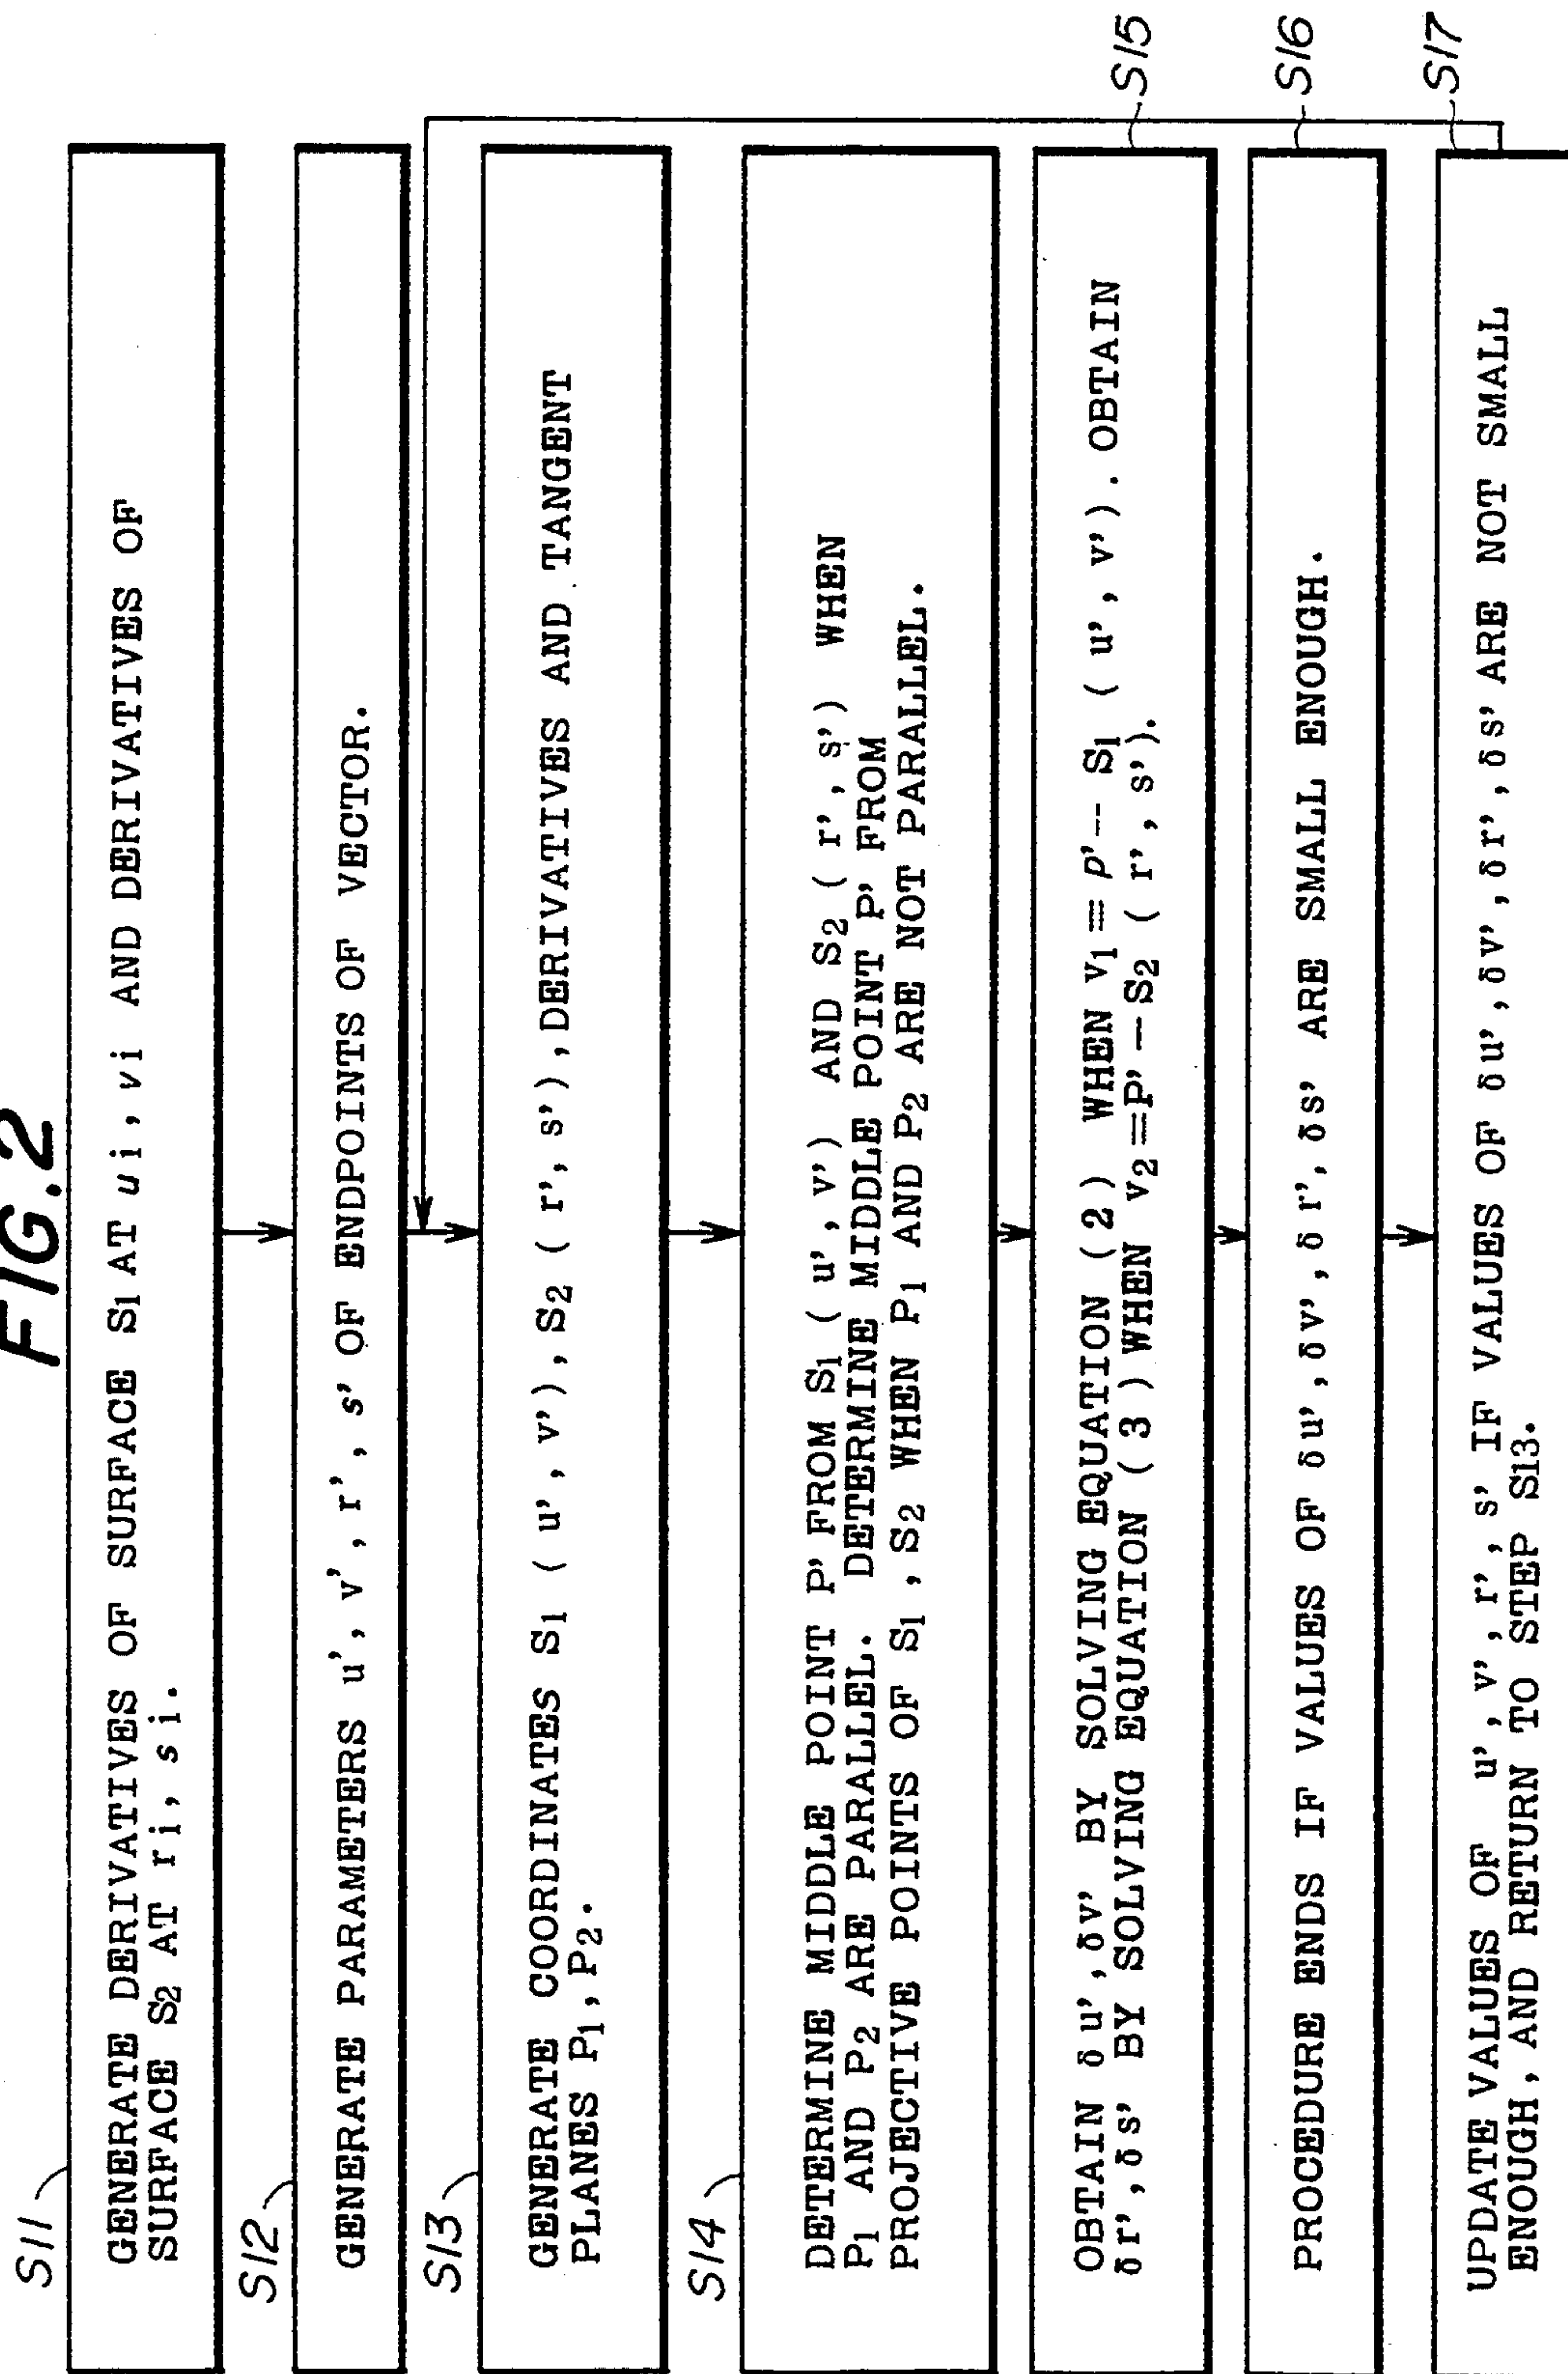 FIG. 2
S11
GENERATE DERIVATIVES OF SURFACE S1 AT ui, vi AND DERIVATIVES OF
SURFACE S2 AT ri, si.
S12
GENERATE PARAMETERS u', v', r', s' OF ENDPOINTS OF VECTOR.
S13
GENERATE COORDINATES S1 ( u', v'), S2 ( r', s'), DERIVATIVES AND TANGENT
PLANES P1, P2.
S14
DETERMINE MIDDLE POINT P' FROM S1 ( u', v') AND S2 ( r', s') WHEN
P1 AND P2 ARE PARALLEL. DETERMINE MIDDLE POINT P' FROM
PROJECTIVE POINTS OF S1, S2 WHEN P1 AND P2 ARE NOT PARALLEL.
S15
OBTAIN δu', δv' BY SOLVING EQUATION (2) WHEN v1 = P' -- S1 ( u', v'). OBTAIN
δr', δs' BY SOLVING EQUATION (3) WHEN v2 = P' - S2 ( r', s').
S16
PROCEDURE ENDS IF VALUES OF δu', δv', δr', δs' ARE SMALL ENOUGH.
S17
UPDATE VALUES OF u', v', r', s' IF VALUES OF δu', δv', δr', δs' ARE NOT SMALL
ENOUGH, AND RETURN TO STEP S13.